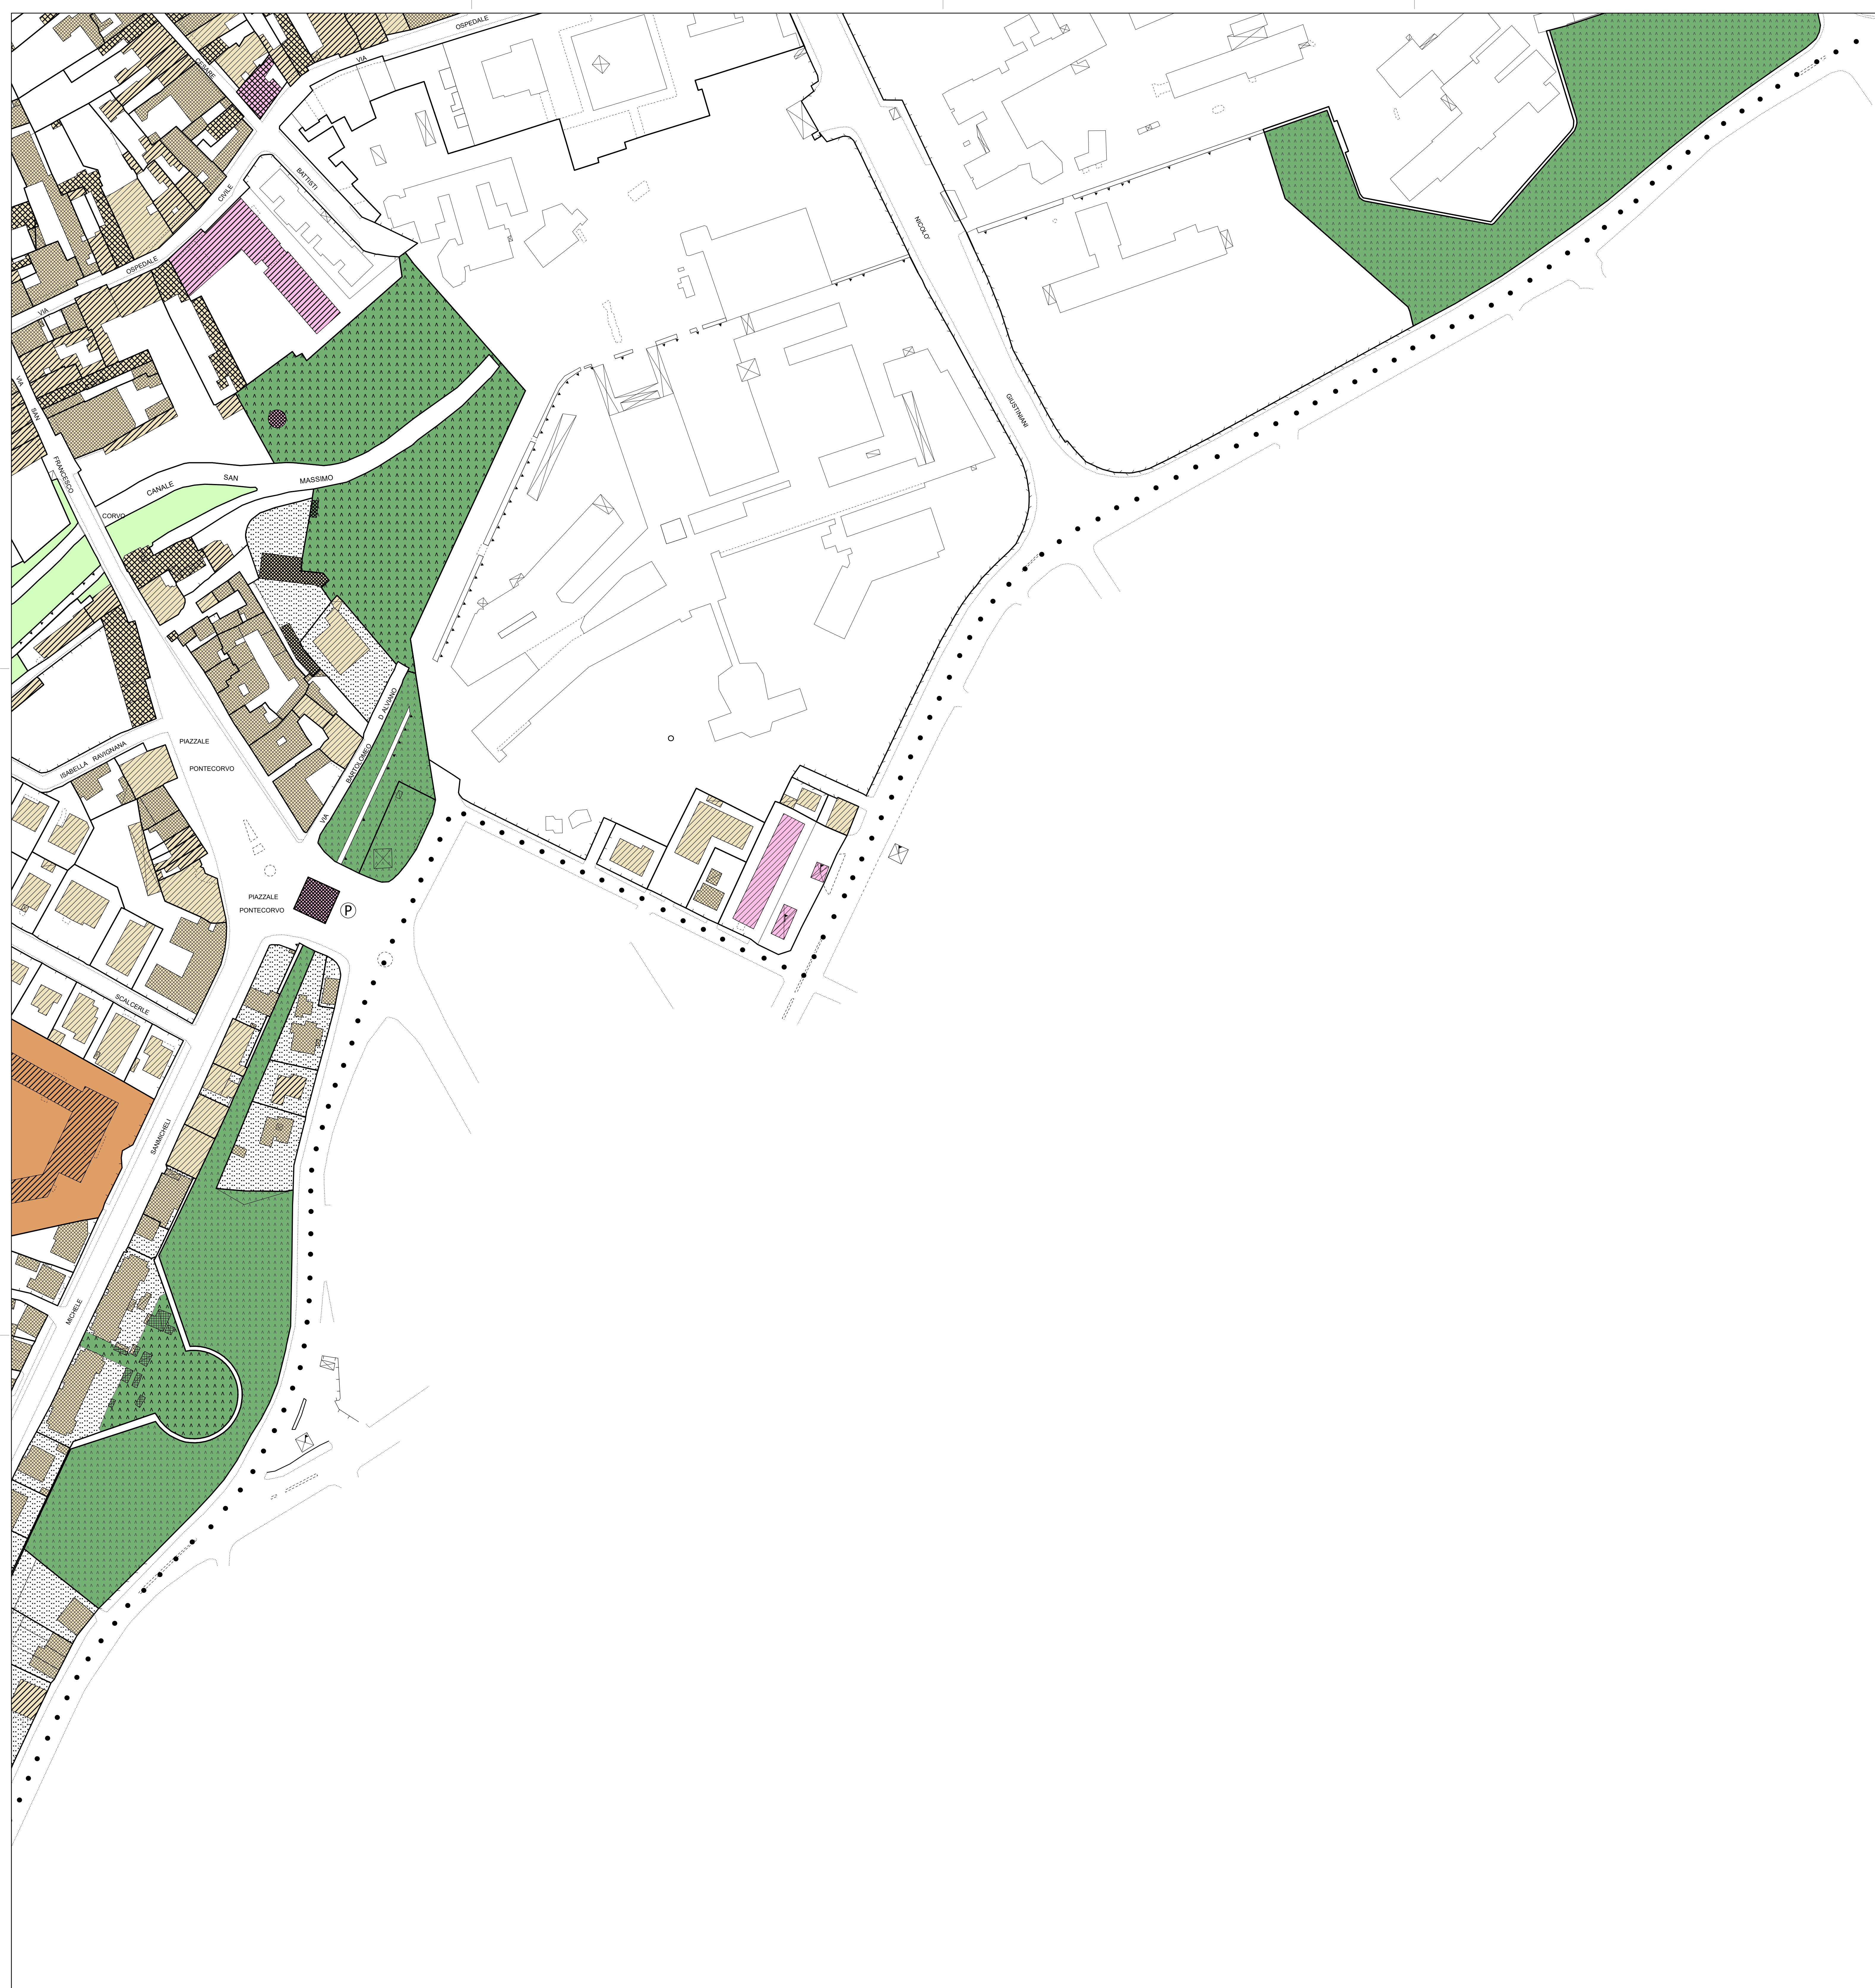 OSPEDALE
VIA
CESARE
BATTISTI
CIVILE
NICOLO'
OSPEDALE
VIA
VIA
SAN
GIUSTINIANI
FRANCESCO
SAN
MASSIMO
CANALE
CORVO
D'ALVIANO
PIAZZALE
ISABELLA RAVIGNANA
BARTOLOMEO
PONTECORVO
VIA
PIAZZALE
PONTECORVO
P
SCALCERLE
SANMICHELI
MICHELE